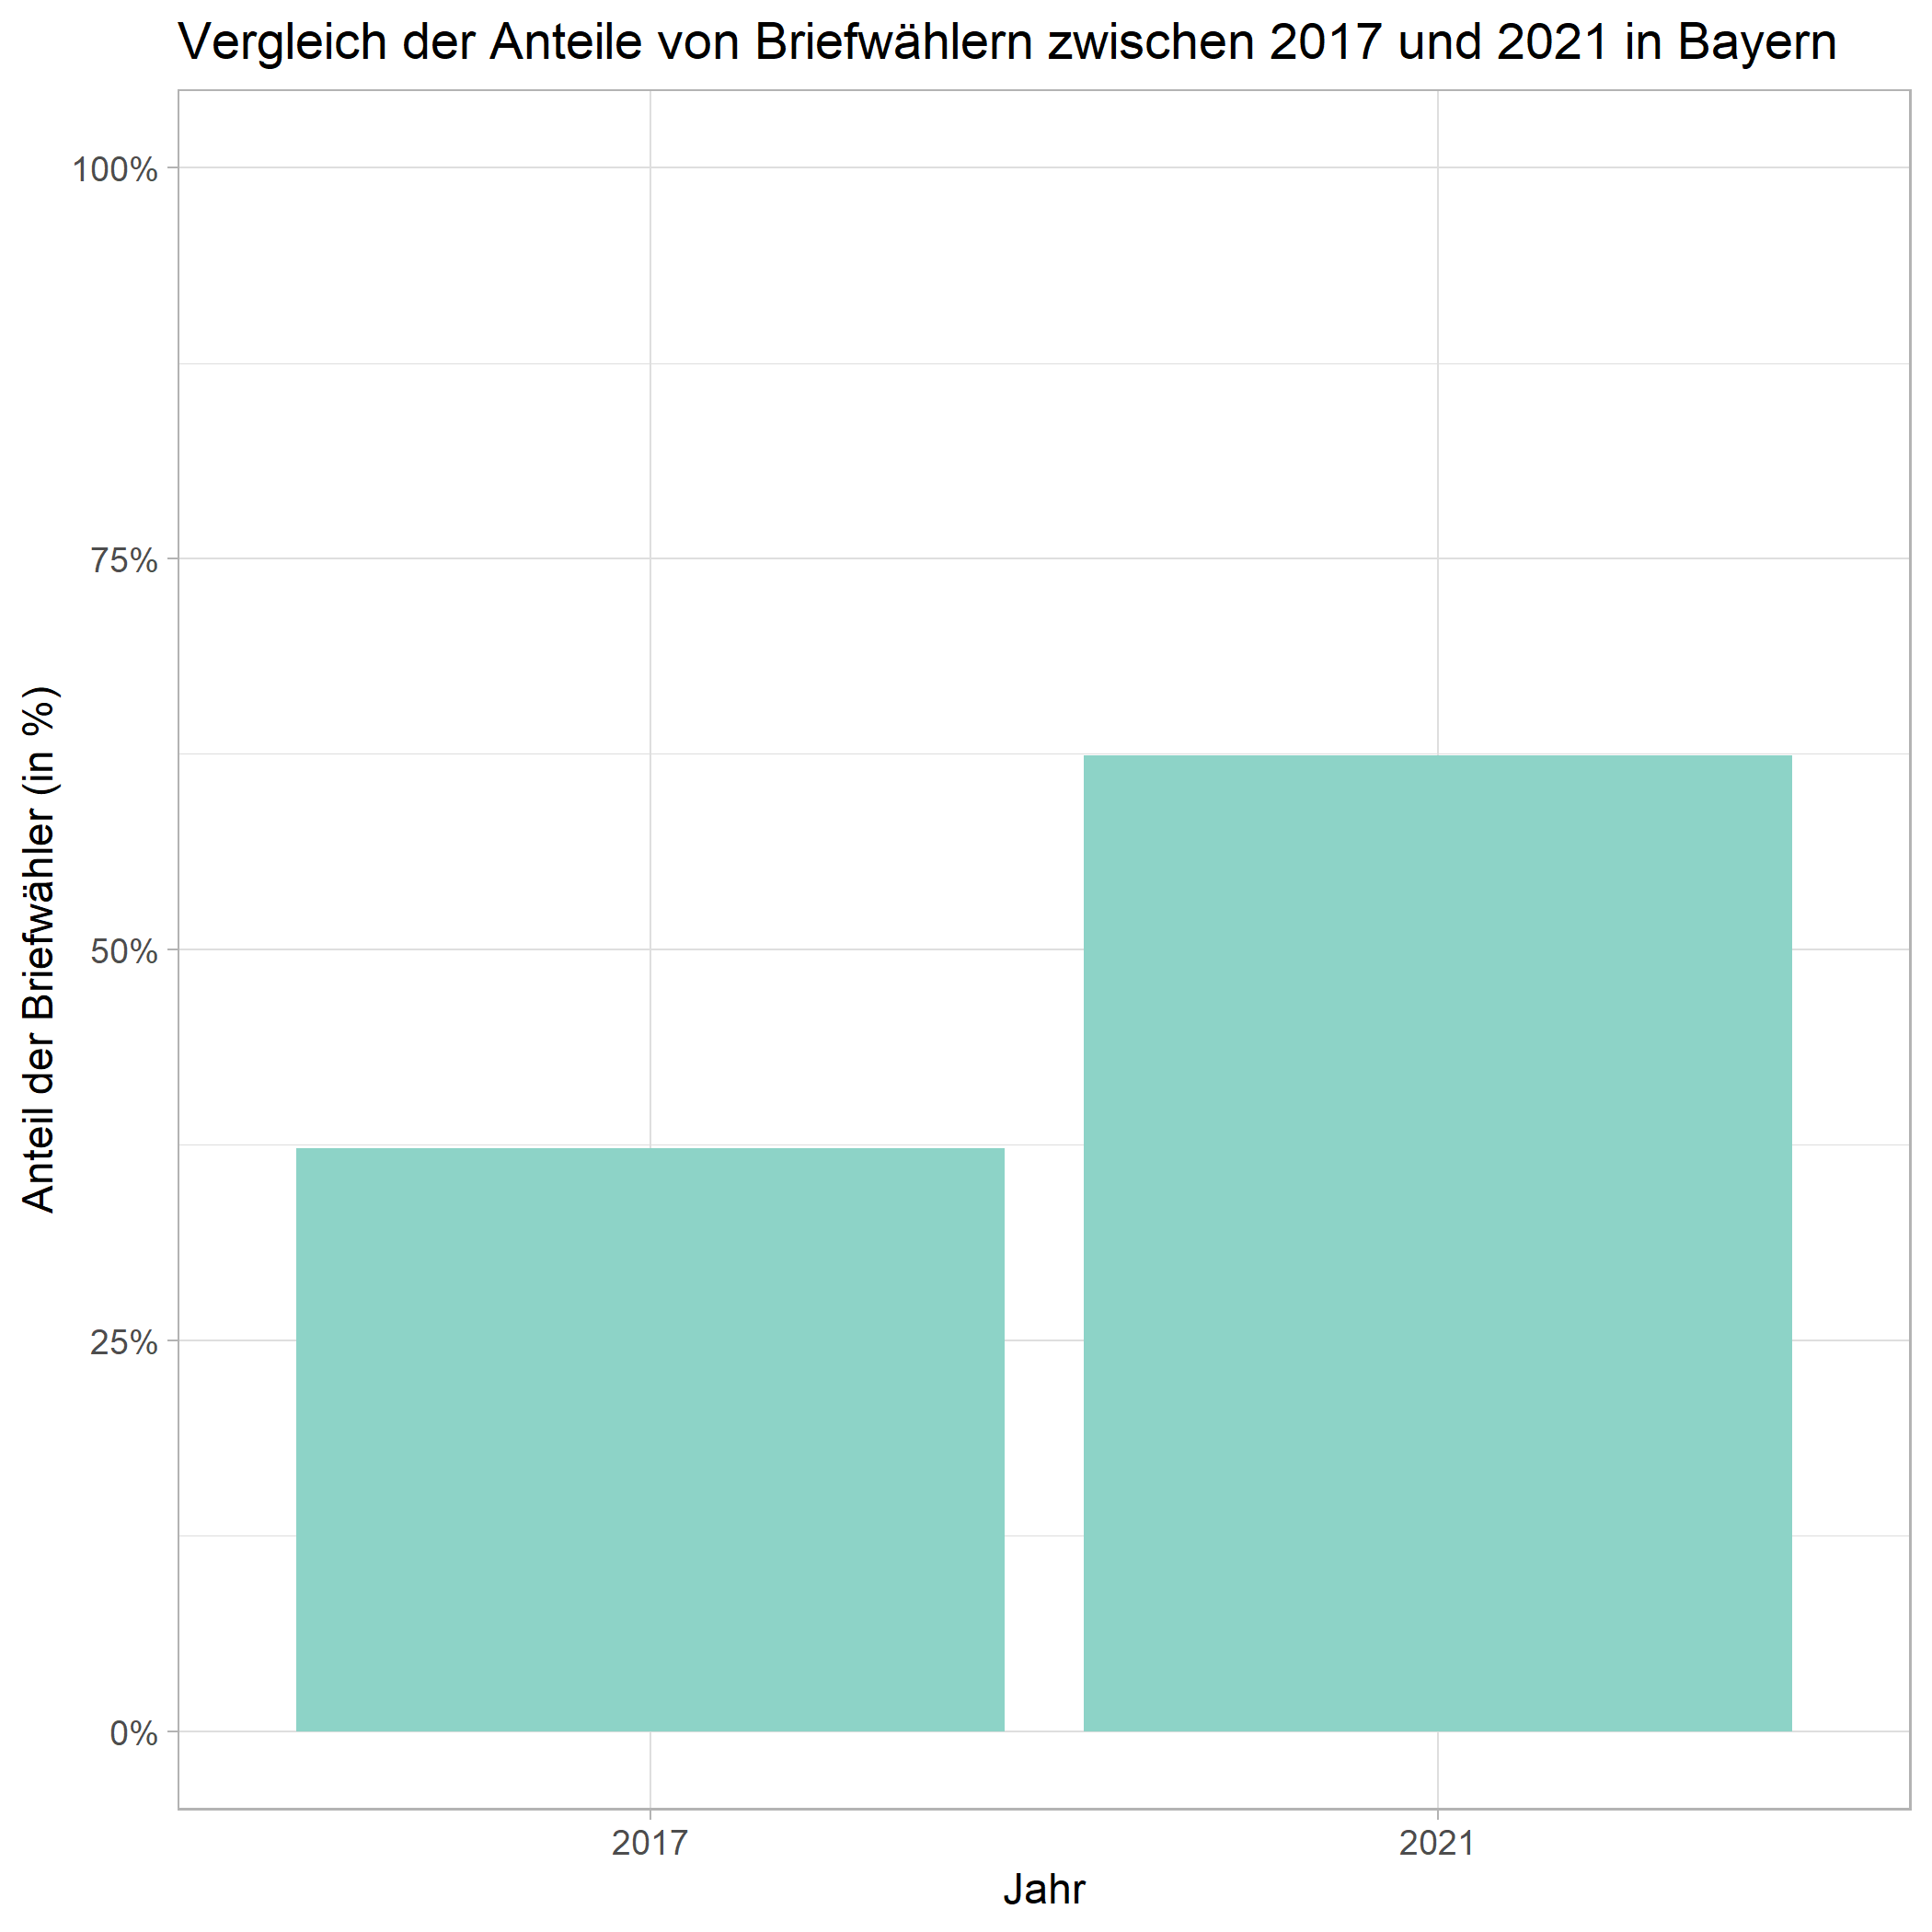 Vergleich der Anteile von Briefwählern zwischen 2017 und 2021 in Bayern
100%
75%
50%
25%
0%
Anteil der Briefwähler (in %)
2017
2021
Jahr